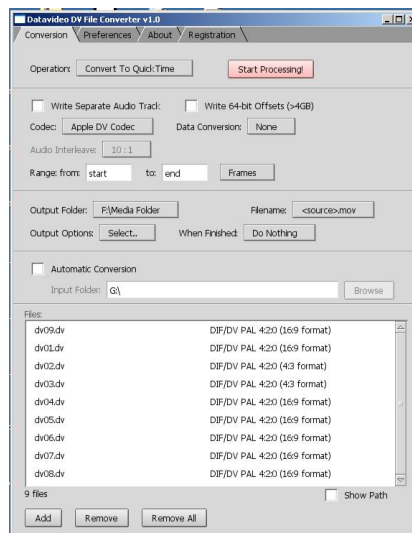 Datavideo DV File Converter v1.0
Conversion Preferences About Registration
Operation: Convert To QuickTime Start Processing!
Write Separate Audio Track Write 64-bit Offsets (>4GB)
Codec: Apple DV Codec Data Conversion: None
Audio Interleave: 10 : 1
Range: from: start to: end Frames
Output Folder: F:\Media Folder Filename: <source>.mov
Output Options: Select.. When Finished: Do Nothing
Automatic Conversion
Input Folder: G:\ Browse
Files:
dv09.dv DIF/DV PAL 4:2:0 (16:9 format)
dv01.dv DIF/DV PAL 4:2:0 (16:9 format)
dv02.dv DIF/DV PAL 4:2:0 (4:3 format)
dv03.dv DIF/DV PAL 4:2:0 (4:3 format)
dv04.dv DIF/DV PAL 4:2:0 (16:9 format)
dv05.dv DIF/DV PAL 4:2:0 (16:9 format)
dv06.dv DIF/DV PAL 4:2:0 (16:9 format)
dv07.dv DIF/DV PAL 4:2:0 (16:9 format)
dv08.dv DIF/DV PAL 4:2:0 (16:9 format)
9 files Show Path
Add Remove Remove All